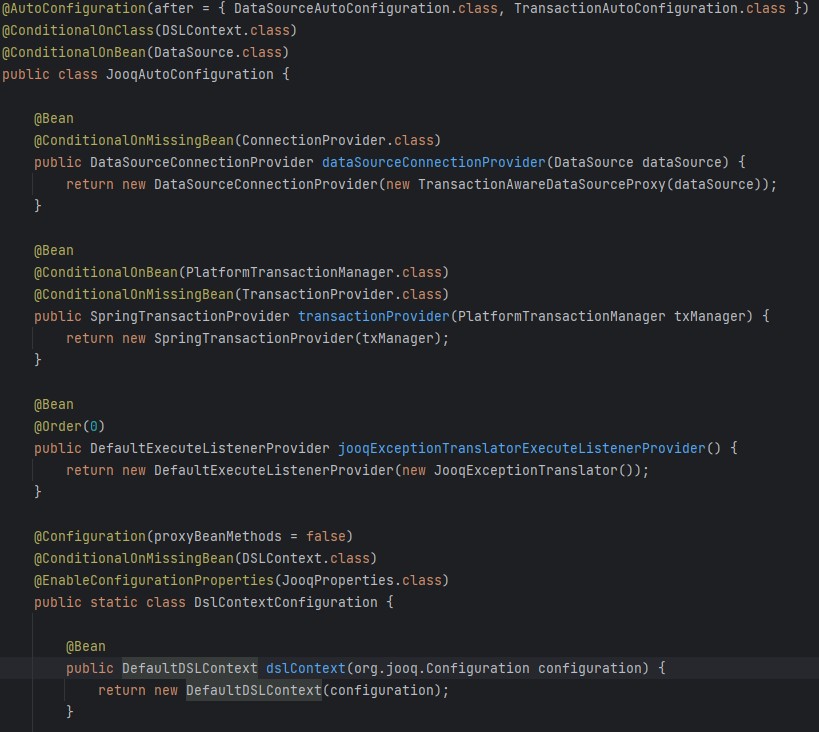 @AutoConfiguration(after = { DataSourceAutoConfiguration.class, TransactionAutoConfiguration.class })
@ConditionalOnClass(DSLContext.class)
@ConditionalOnBean(DataSource.class)
public class JooqAutoConfiguration {

    @Bean
    @ConditionalOnMissingBean(ConnectionProvider.class)
    public DataSourceConnectionProvider dataSourceConnectionProvider(DataSource dataSource) {
        return new DataSourceConnectionProvider(new TransactionAwareDataSourceProxy(dataSource));
    }

    @Bean
    @ConditionalOnBean(PlatformTransactionManager.class)
    @ConditionalOnMissingBean(TransactionProvider.class)
    public SpringTransactionProvider transactionProvider(PlatformTransactionManager txManager) {
        return new SpringTransactionProvider(txManager);
    }

    @Bean
    @Order(0)
    public DefaultExecuteListenerProvider jooqExceptionTranslatorExecuteListenerProvider() {
        return new DefaultExecuteListenerProvider(new JooqExceptionTranslator());
    }

    @Configuration(proxyBeanMethods = false)
    @ConditionalOnMissingBean(DSLContext.class)
    @EnableConfigurationProperties(JooqProperties.class)
    public static class DslContextConfiguration {

        @Bean
        public DefaultDSLContext dslContext(org.jooq.Configuration configuration) {
            return new DefaultDSLContext(configuration);
        }